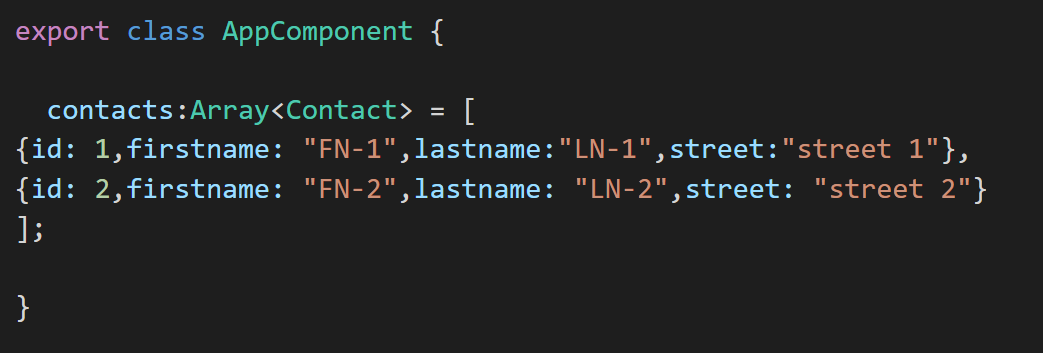 export class AppComponent {
contacts:Array<Contact> = [
{id: 1,firstname: "FN-1",lastname:"LN-1",street:"street 1"},
{id: 2,firstname: "FN-2",lastname: "LN-2",street: "street 2"}
];
}